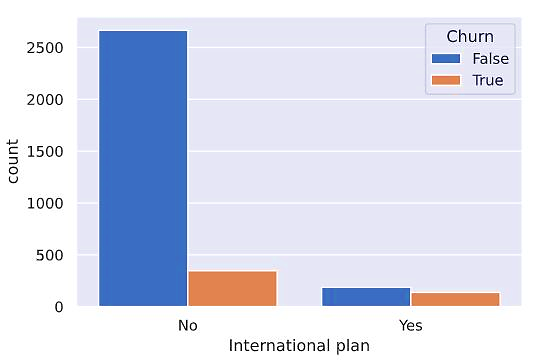 Churn
False
True
2500
2000
1500
1000
500
0
count
No
Yes
International plan